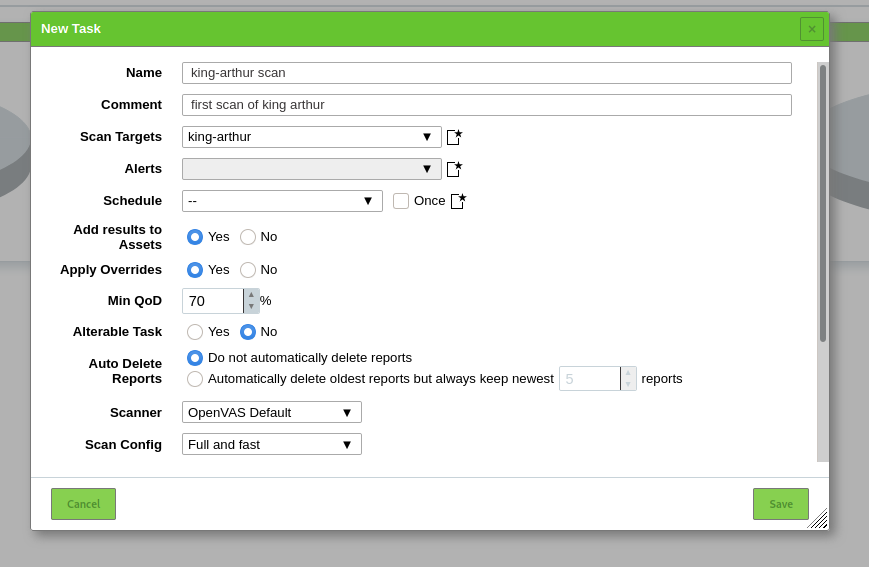 New Task ×
Name king-arthur scan
Comment first scan of king arthur
Scan Targets king-arthur ▼
Alerts ▼
Schedule -- ▼ Once
Add results to
Assets Yes No
Apply Overrides Yes No
Min QoD 70 %
Alterable Task Yes No
Auto Delete
Reports Do not automatically delete reports
Automatically delete oldest reports but always keep newest 5 reports
Scanner OpenVAS Default ▼
Scan Config Full and fast ▼
Cancel Save